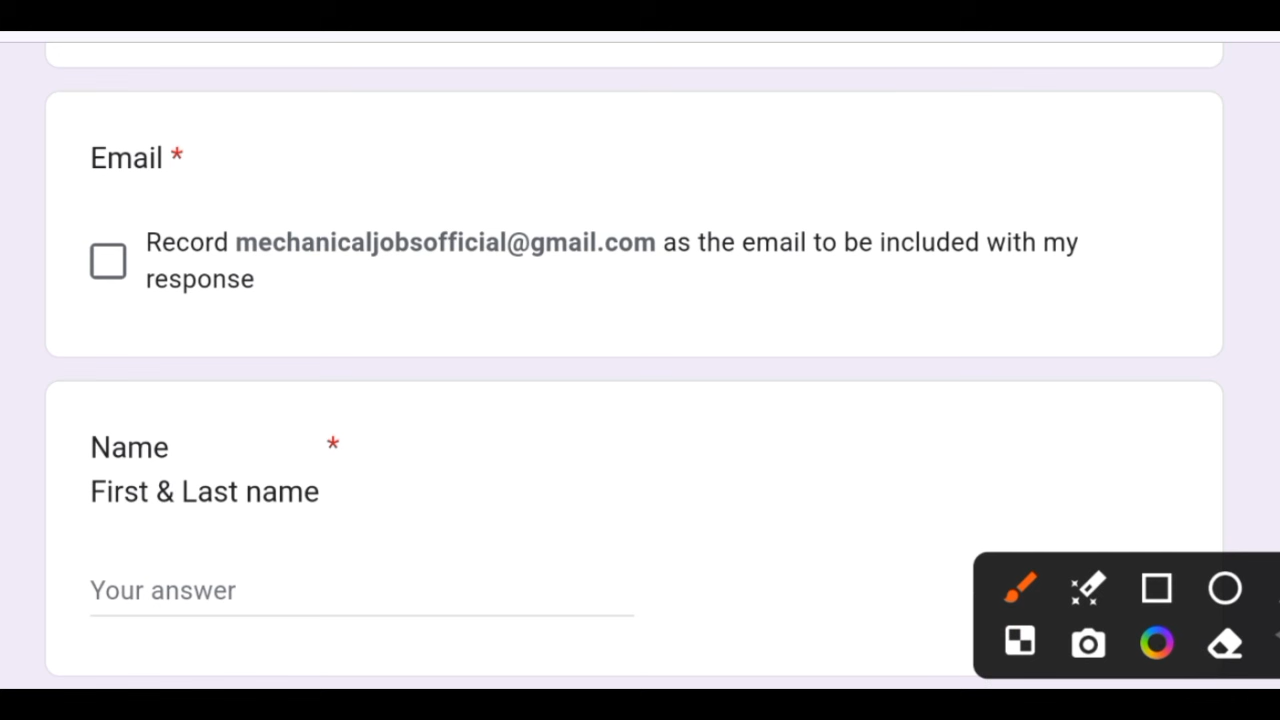 Email *
Record mechanicaljobsofficial@gmail.com as the email to be included with my
response
Name *
First & Last name
Your answer